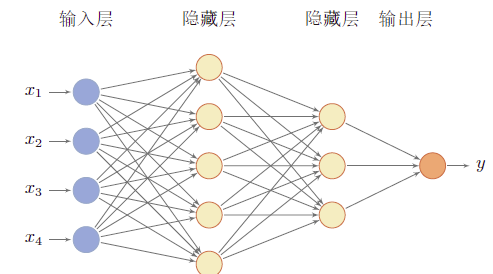 输入层 隐藏层 隐藏层 输出层
x₁
x₂
x₃
x₄
y